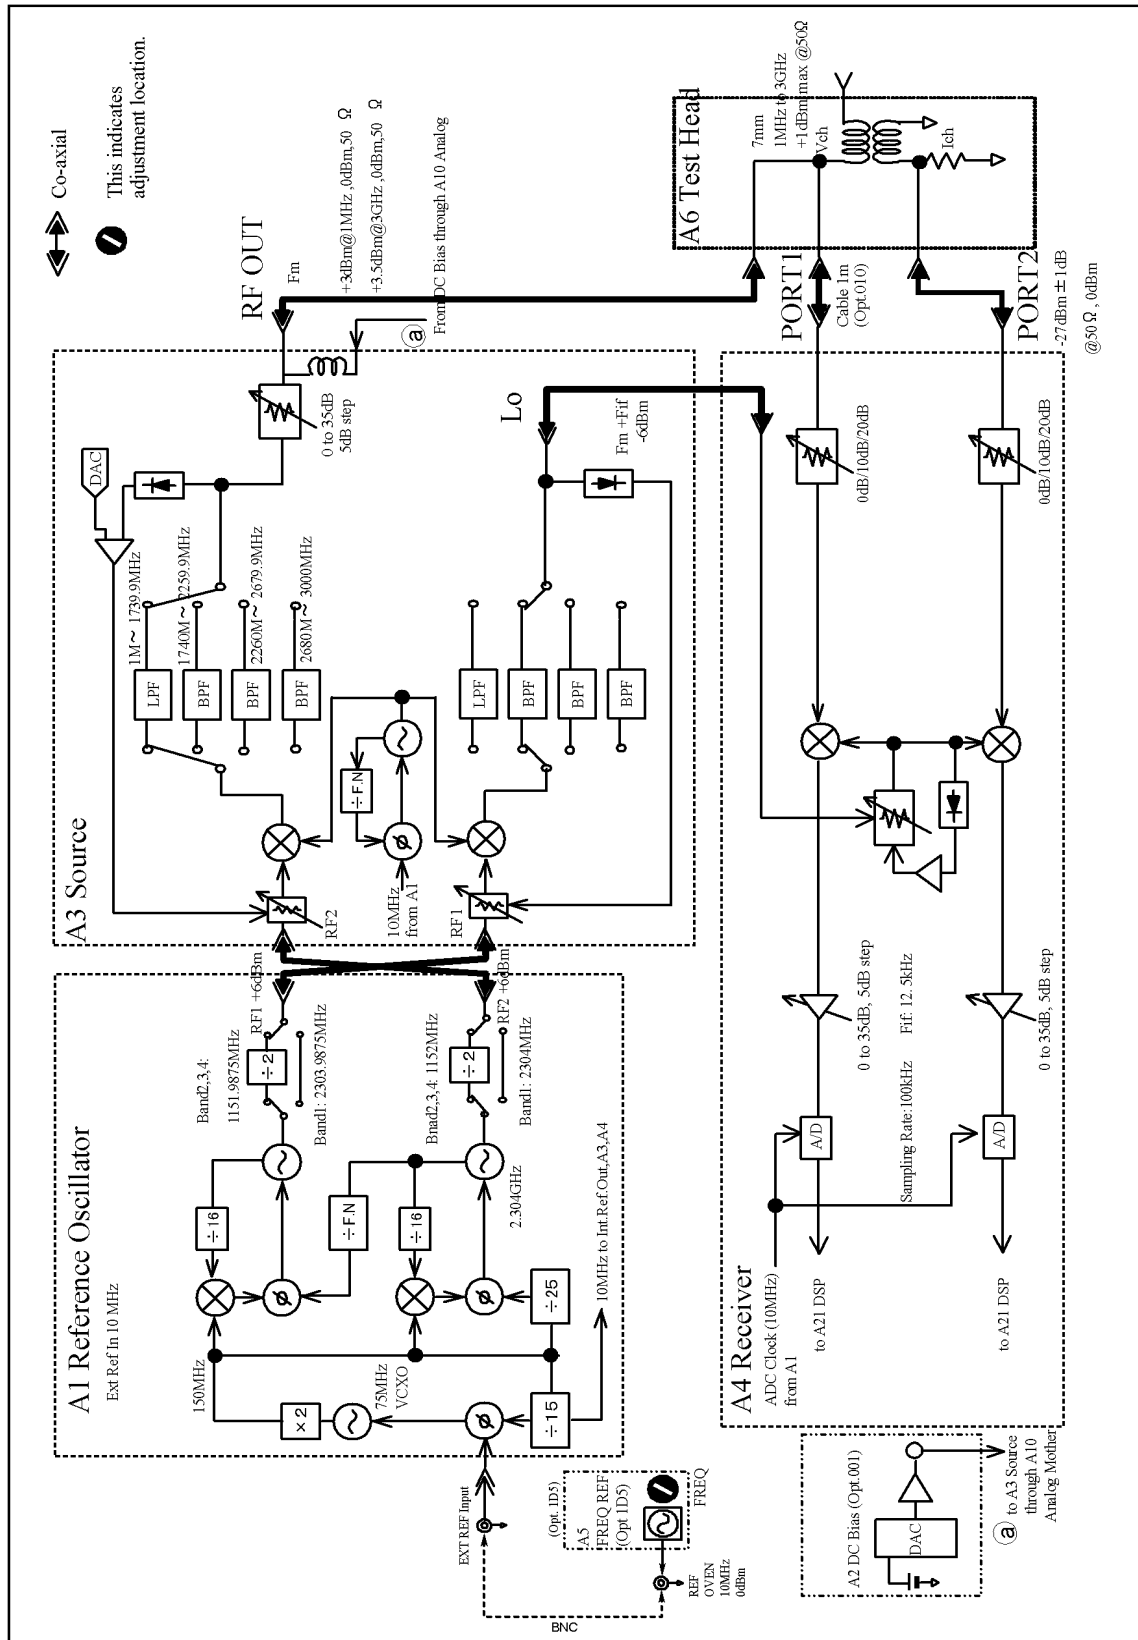 Co-axial
This indicates
adjustment location.
A1 Reference Oscillator
Ext Ref In 10 MHz
150MHz
×2
75MHz
VCXO
÷15
÷25
÷16
÷16
÷F.N
2.304GHz
10MHz to Int.Ref.Out,A3,A4
Band2,3,4:
1151.9875MHz
÷2
RF1 +6dBm
Band1: 2303.9875MHz
Bnad2,3,4: 1152MHz
÷2
RF2 +6dBm
Band1: 2304MHz
EXT REF Input
(Opt. 1D5)
A5
FREQ REF
(Opt 1D5)
FREQ
REF
OVEN
10MHz
0dBm
BNC
A3 Source
RF2
10MHz
from A1
RF1
÷F.N
LPF
BPF
BPF
BPF
1M~ 1739.9MHz
1740M~ 2259.9MHz
2260M~ 2679.9MHz
2680M~ 3000MHz
LPF
BPF
BPF
BPF
DAC
0 to 35dB
5dB step
Lo
Fm +Fif
-6dBm
RF OUT
Fm
+3dBm@1MHz ,0dBm,50 Ω
+3.5dBm@3GHz ,0dBm,50 Ω
a
From DC Bias through A10 Analog
A6 Test Head
7mm
1MHz to 3GHz
+1dBm max @50Ω
Vch
Ich
PORT1
Cable 1m
(Opt.010)
PORT2
-27dBm ± 1dB
@50 Ω , 0dBm
A4 Receiver
ADC Clock (10MHz)
from A1
to A21 DSP
to A21 DSP
A/D
A/D
Sampling Rate:100kHz
Fif: 12. 5kHz
0 to 35dB, 5dB step
0 to 35dB, 5dB step
0dB/10dB/20dB
0dB/10dB/20dB
A2 DC Bias (Opt.001)
DAC
a to A3 Source
through A10
Analog Mother